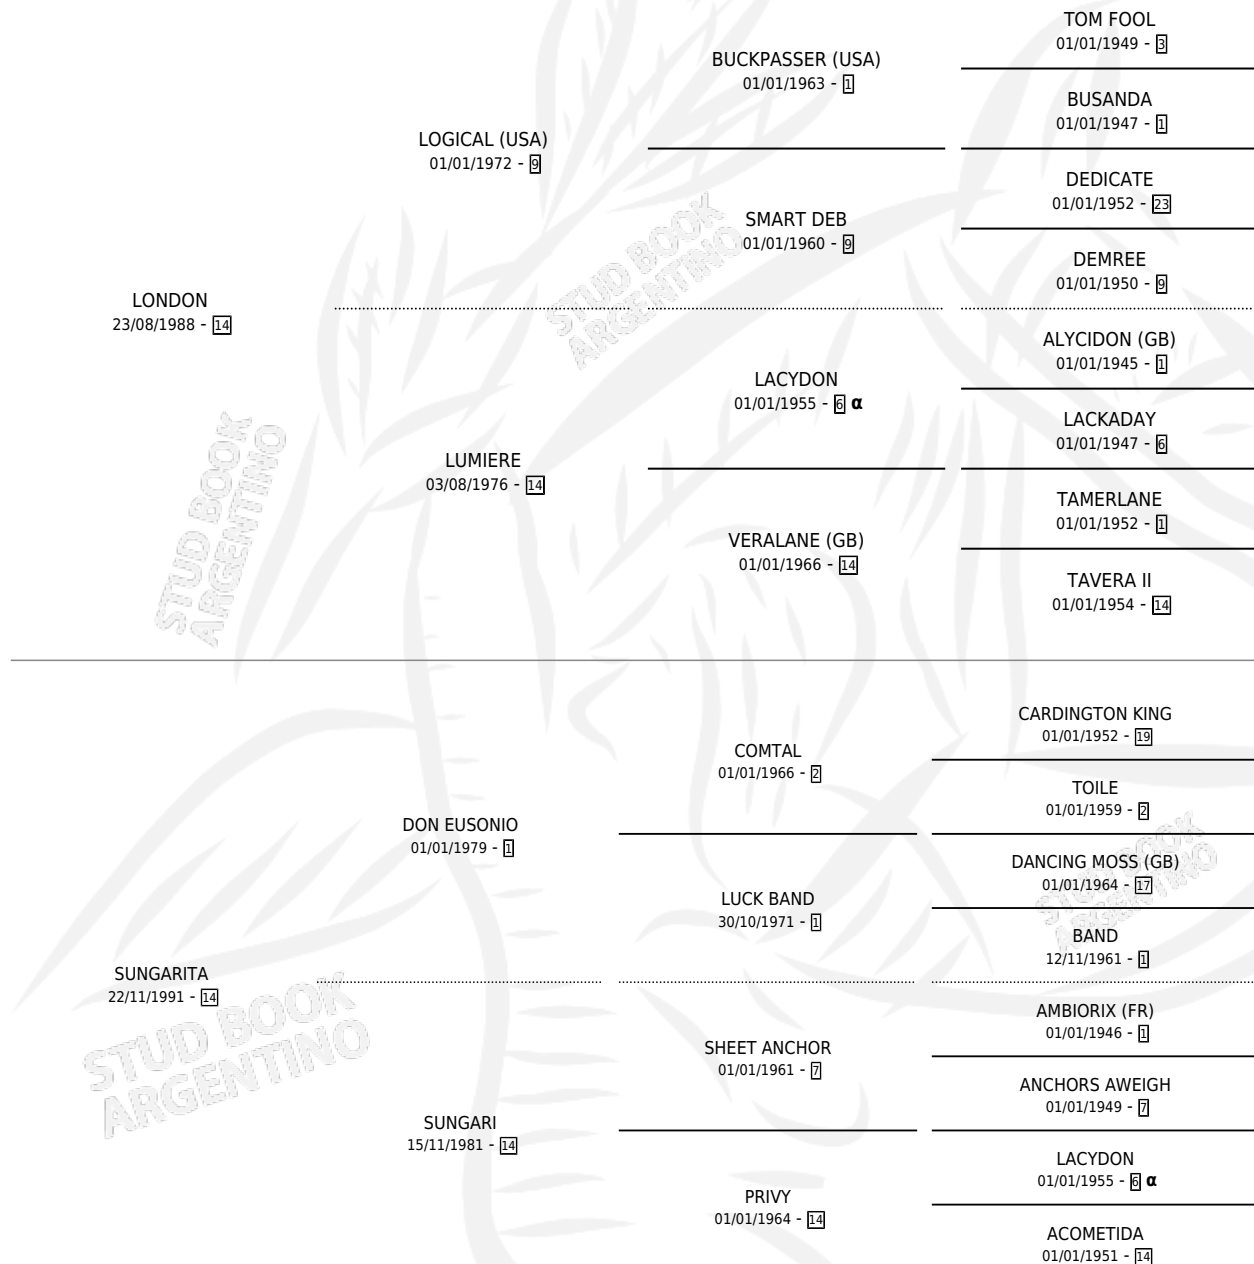 TOM FOOL
01/01/1949 - 3
BUCKPASSER (USA)
01/01/1963 - 1
BUSANDA
01/01/1947 - 1
LOGICAL (USA)
01/01/1972 - 9
DEDICATE
01/01/1952 - 23
SMART DEB
01/01/1960 - 9
DEMREE
01/01/1950 - 9
LONDON
23/08/1988 - 14
ALYCIDON (GB)
01/01/1945 - 1
LACYDON
01/01/1955 - 6 α
LACKADAY
01/01/1947 - 6
LUMIERE
03/08/1976 - 14
TAMERLANE
01/01/1952 - 1
VERALANE (GB)
01/01/1966 - 14
TAVERA II
01/01/1954 - 14
CARDINGTON KING
01/01/1952 - 19
COMTAL
01/01/1966 - 2
TOILE
01/01/1959 - 2
DON EUSONIO
01/01/1979 - 1
DANCING MOSS (GB)
01/01/1964 - 17
LUCK BAND
30/10/1971 - 1
BAND
12/11/1961 - 1
SUNGARITA
22/11/1991 - 14
AMBIORIX (FR)
01/01/1946 - 1
SHEET ANCHOR
01/01/1961 - 7
ANCHORS AWEIGH
01/01/1949 - 7
SUNGARI
15/11/1981 - 14
LACYDON
01/01/1955 - 6 α
PRIVY
01/01/1964 - 14
ACOMETIDA
01/01/1951 - 14
STUD BOOK
ARGENTINO
STUD BOOK
ARGENTINO
STUD BOOK
ARGENTINO
STUD BOOK
ARGENTINO